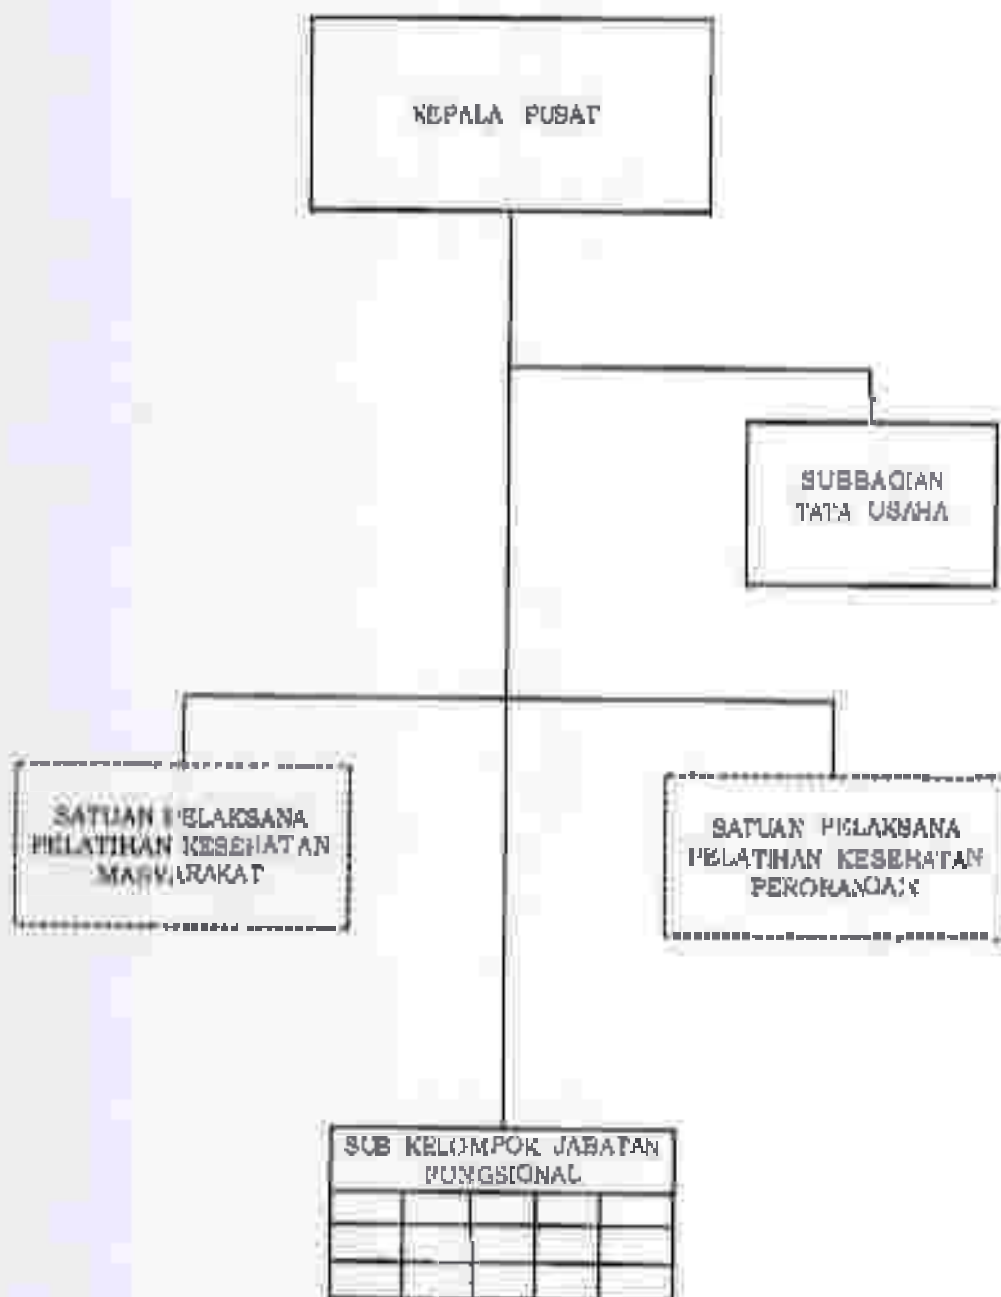 KEPALA PUSAT
SUBBAGIAN
TATA USAHA
SATUAN PELAKSANA
PELATIHAN KESEHATAN
MASYARAKAT
SATUAN PELAKSANA
PELATIHAN KESEHATAN
PERORANGAN
SUB KELOMPOK JABATAN
FUNGSIONAL